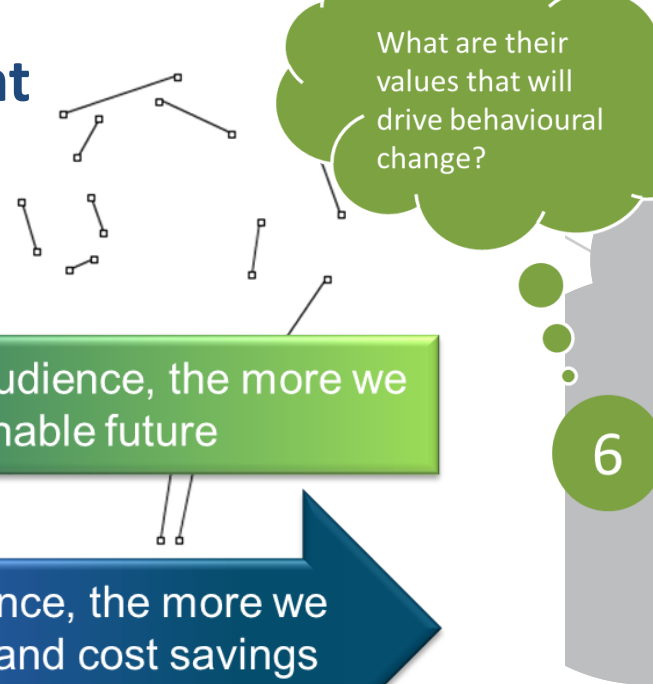 What are their
values that will
drive behavioural
change?
udience, the more we
nable future
6
nce, the more we
and cost savings